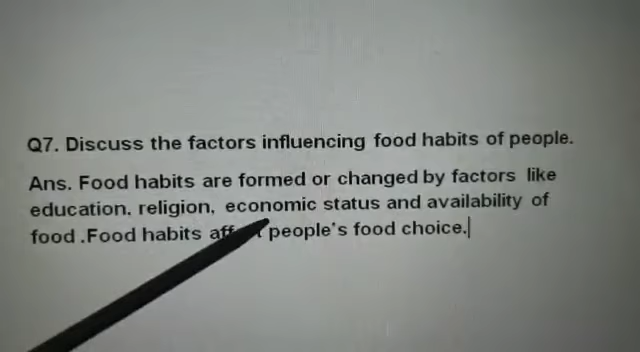 Q7. Discuss the factors influencing food habits of people.
Ans. Food habits are formed or changed by factors like
education, religion, economic status and availability of
food .Food habits people's food choice.